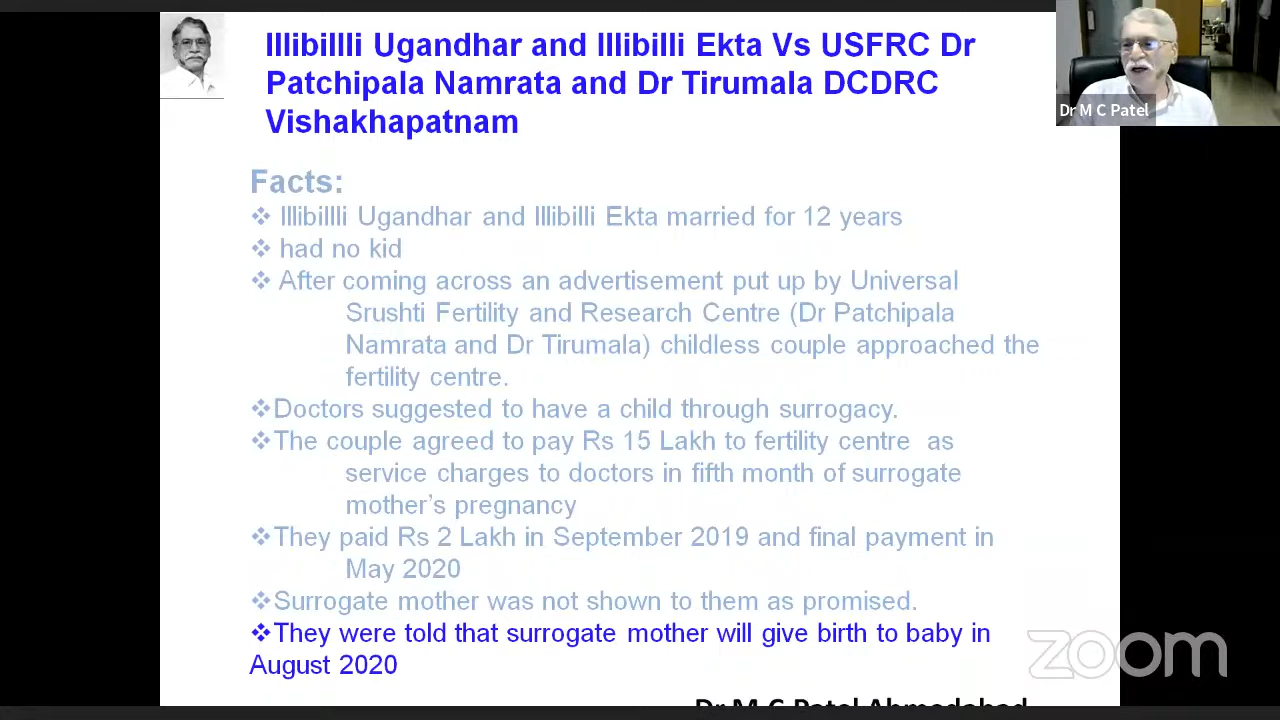 Illibillli Ugandhar and Illibilli Ekta Vs USFRC Dr
Patchipala Namrata and Dr Tirumala DCDRC
Vishakhapatnam
Dr M C Patel
Facts:
❖ Illibillli Ugandhar and Illibilli Ekta married for 12 years
❖ had no kid
❖ After coming across an advertisement put up by Universal
Srushti Fertility and Research Centre (Dr Patchipala
Namrata and Dr Tirumala) childless couple approached the
fertility centre.
❖Doctors suggested to have a child through surrogacy.
❖The couple agreed to pay Rs 15 Lakh to fertility centre as
service charges to doctors in fifth month of surrogate
mother's pregnancy
❖They paid Rs 2 Lakh in September 2019 and final payment in
May 2020
❖Surrogate mother was not shown to them as promised.
❖They were told that surrogate mother will give birth to baby in
August 2020
zoom
Dr M C Patel Ahmedabad